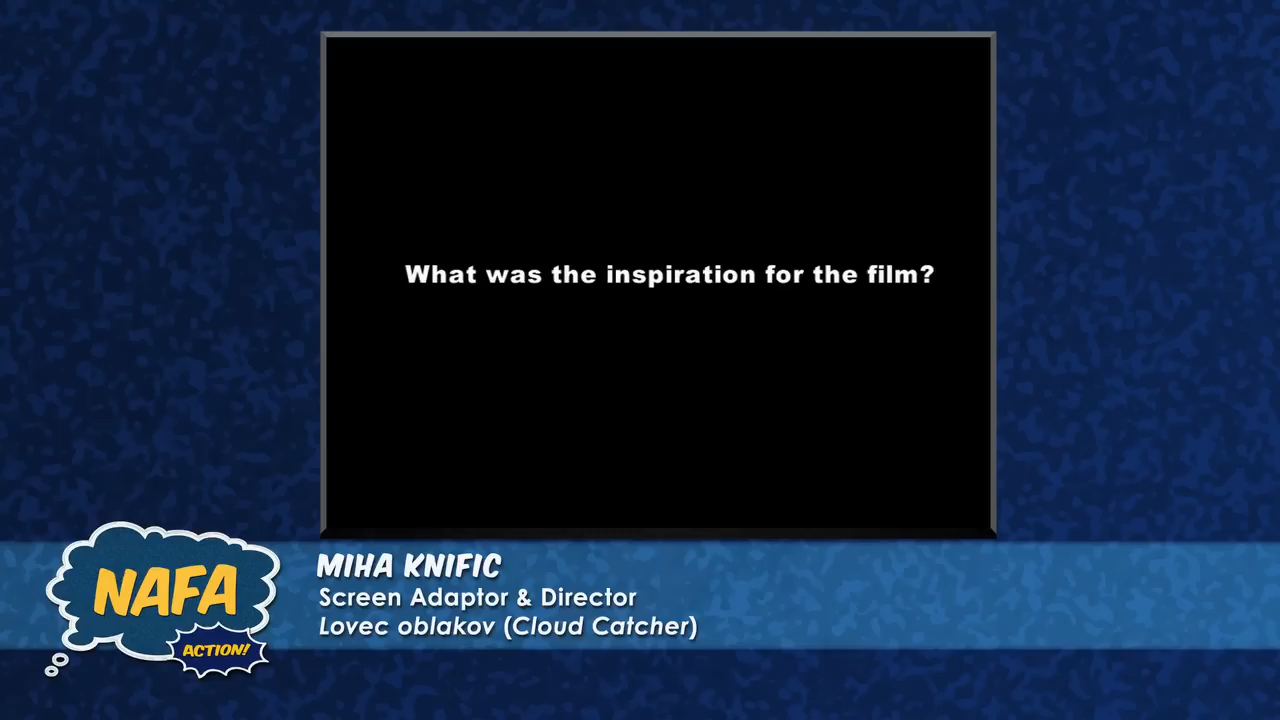 What was the inspiration for the film?
MIHA KNIFIC
Screen Adaptor & Director
Lovec oblakov (Cloud Catcher)
NAFA
ACTION!